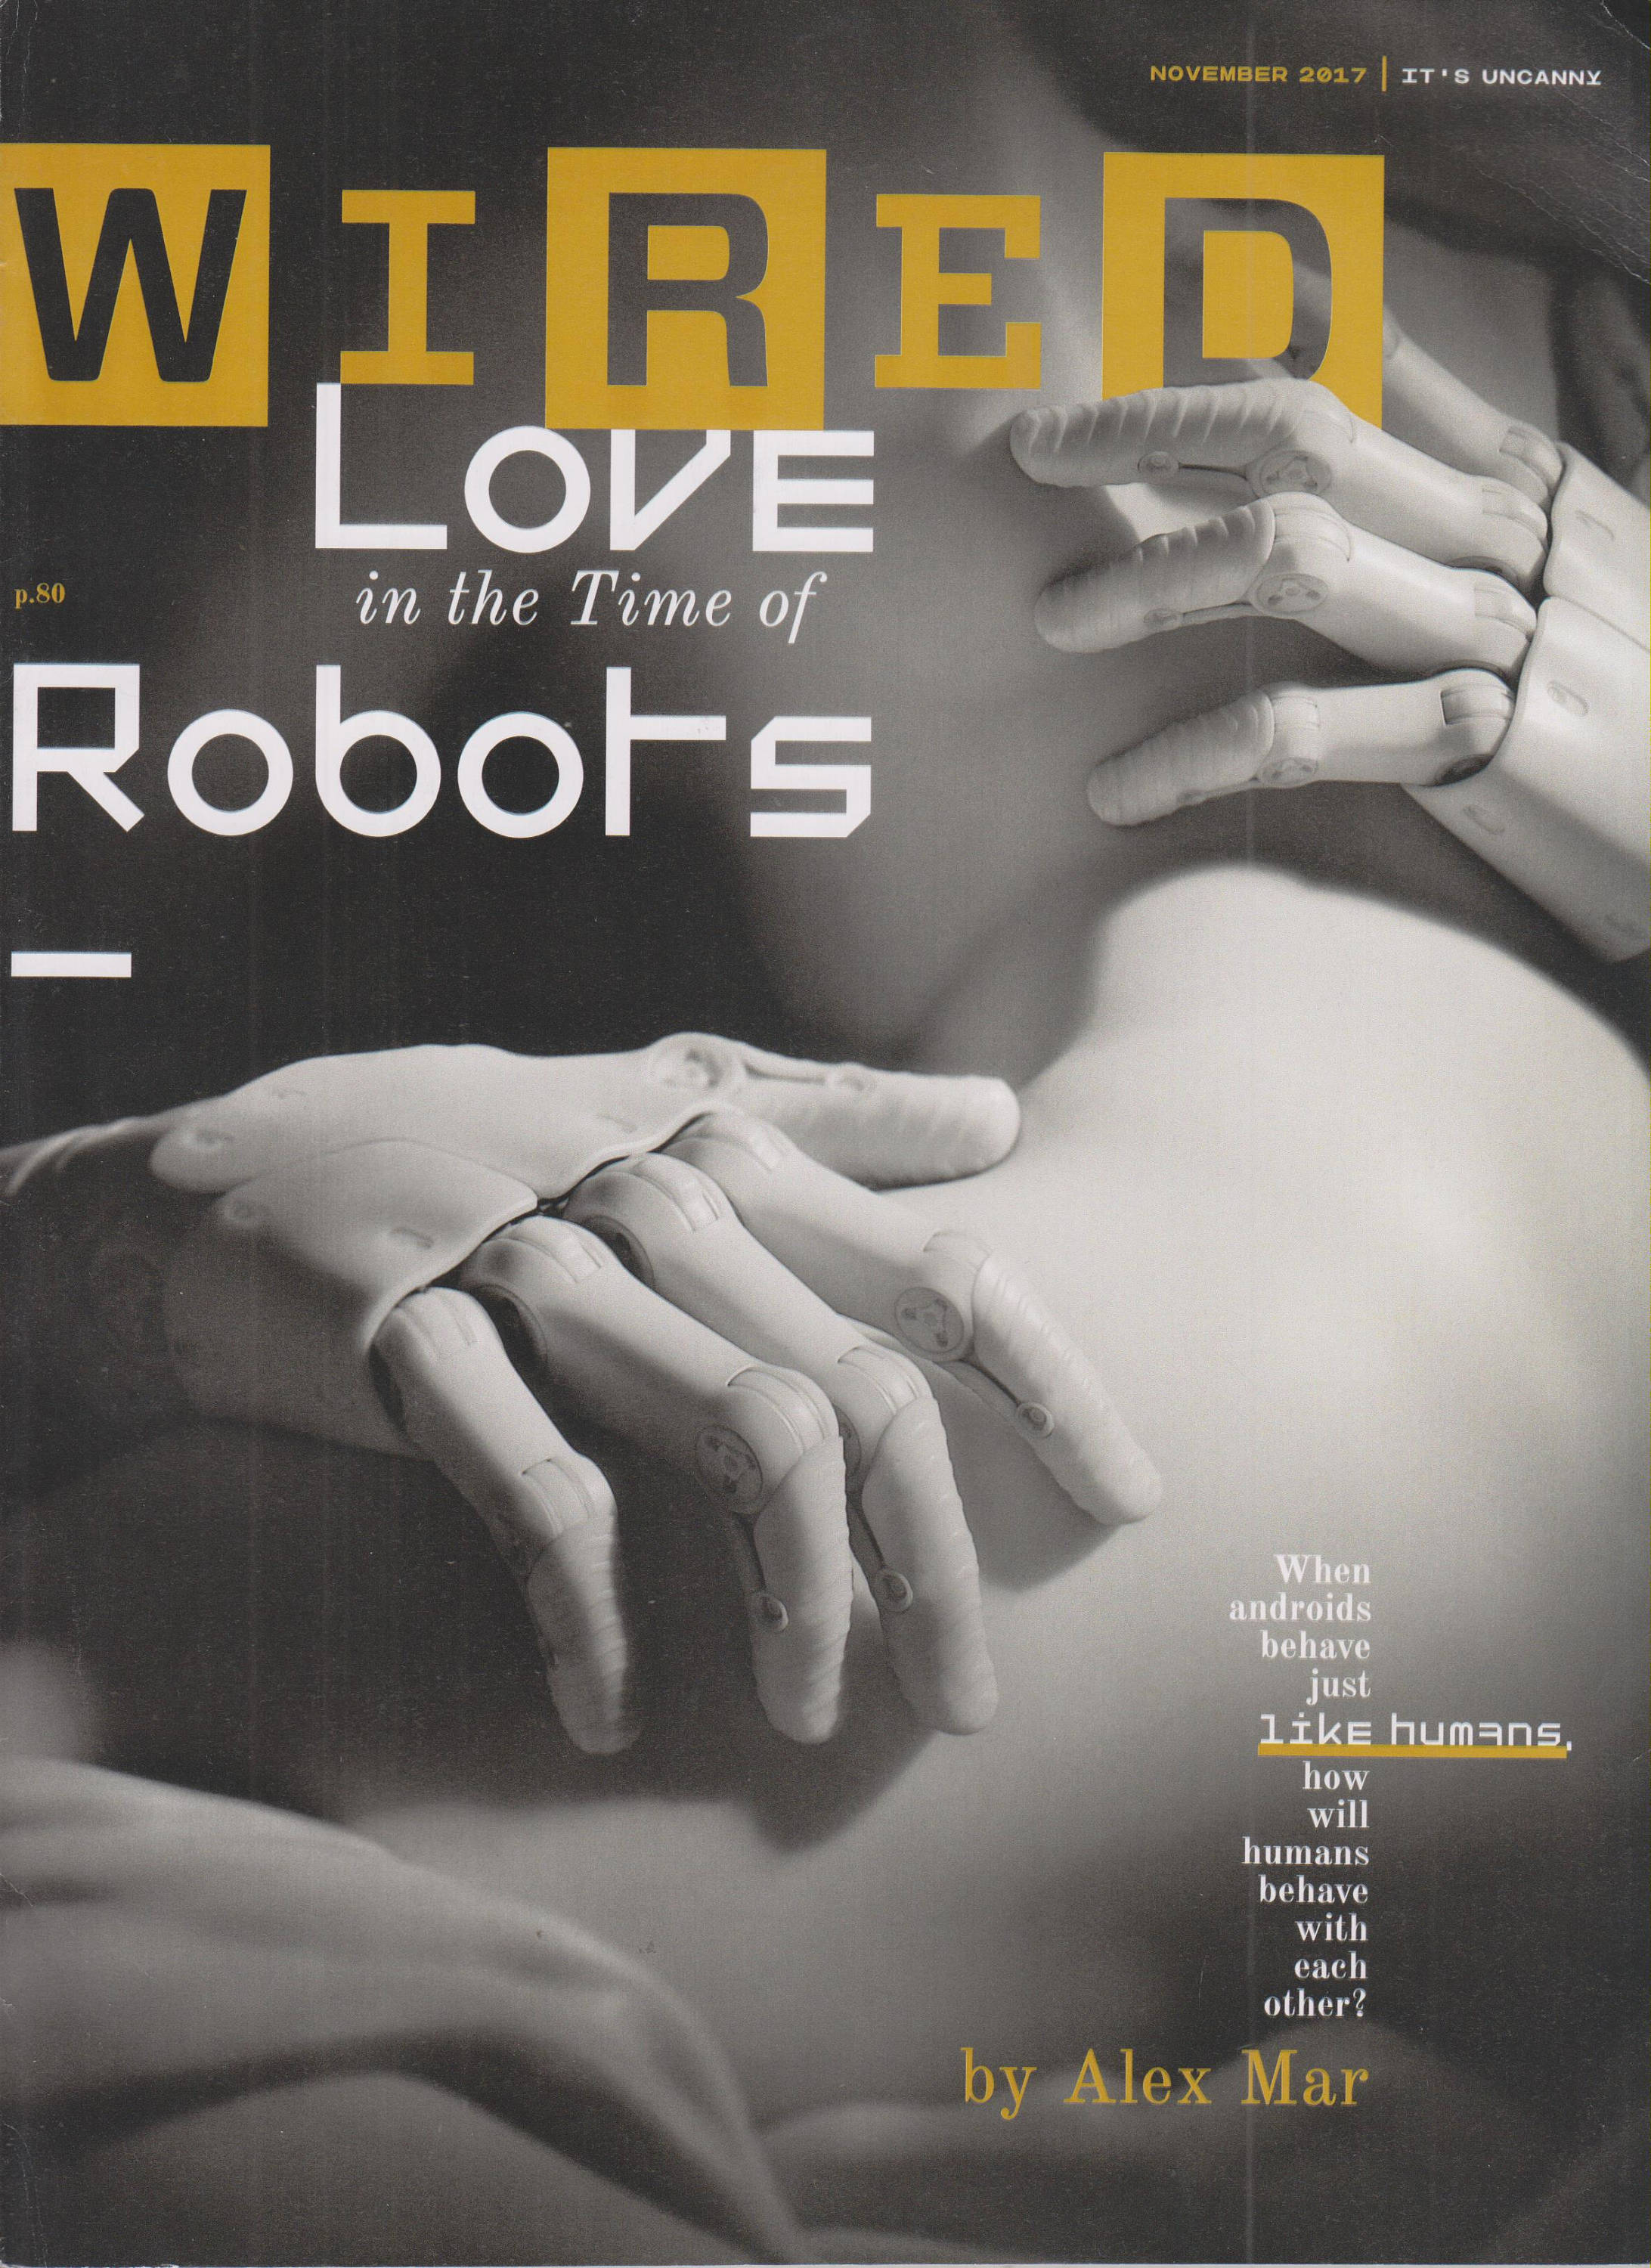 NOVEMBER 2017 | IT'S UNCANNY
WIRED
Love
in the Time of
p.80
Robots
—
When
androids
behave
just
like humans,
how
will
humans
behave
with
each
other?
by Alex Mar